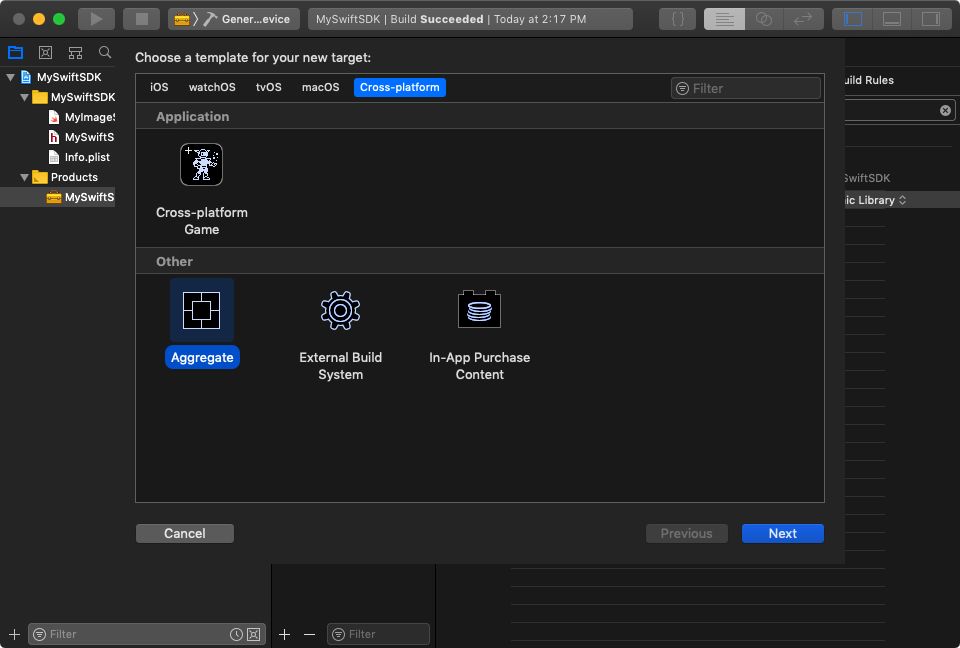 Gener...evice
MySwiftSDK | Build Succeeded | Today at 2:17 PM
{ }
MySwiftSDK
MySwiftSDK
MyImageS
MySwiftS
Info.plist
Products
MySwiftS
Choose a template for your new target:
iOS watchOS tvOS macOS Cross-platform
Filter
Application
Cross-platform
Game
Other
Aggregate
External Build
System
In-App Purchase
Content
Cancel
Previous
Next
uild Rules
SwiftSDK
ic Library
Filter
Filter